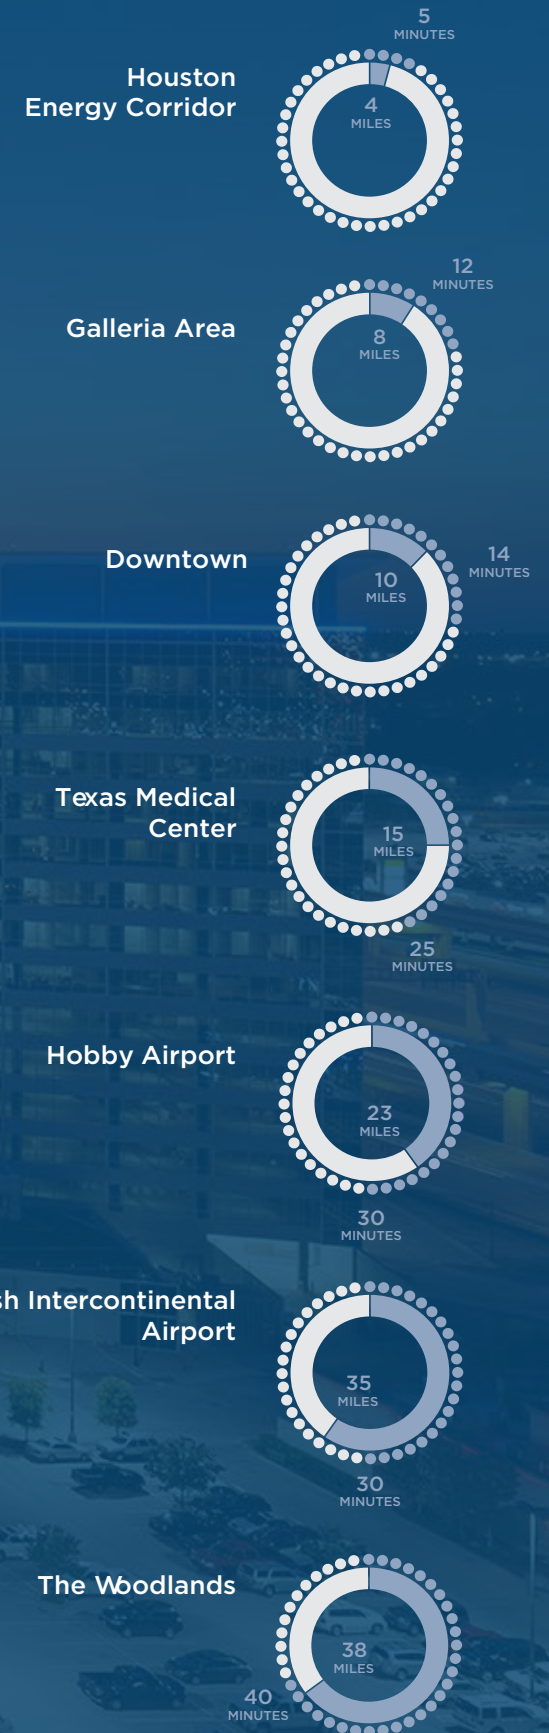 5
MINUTES
Houston
Energy Corridor
4
MILES
12
MINUTES
Galleria Area
8
MILES
Downtown
14
MINUTES
10
MILES
Texas Medical
Center
15
MILES
25
MINUTES
Hobby Airport
23
MILES
30
MINUTES
Intercontinental
Airport
35
MILES
30
MINUTES
The Woodlands
38
MILES
40
MINUTES